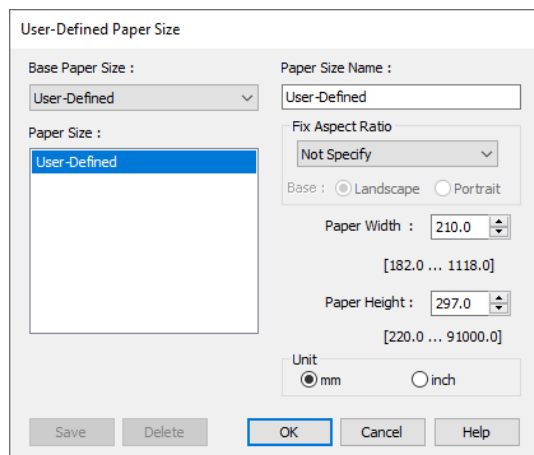 User-Defined Paper Size
Base Paper Size :
User-Defined
Paper Size :
User-Defined
Paper Size Name :
User-Defined
Fix Aspect Ratio
Not Specify
Base : Landscape Portrait
Paper Width : 210.0
[182.0 ... 1118.0]
Paper Height : 297.0
[220.0 ... 91000.0]
Unit
mm inch
Save Delete OK Cancel Help